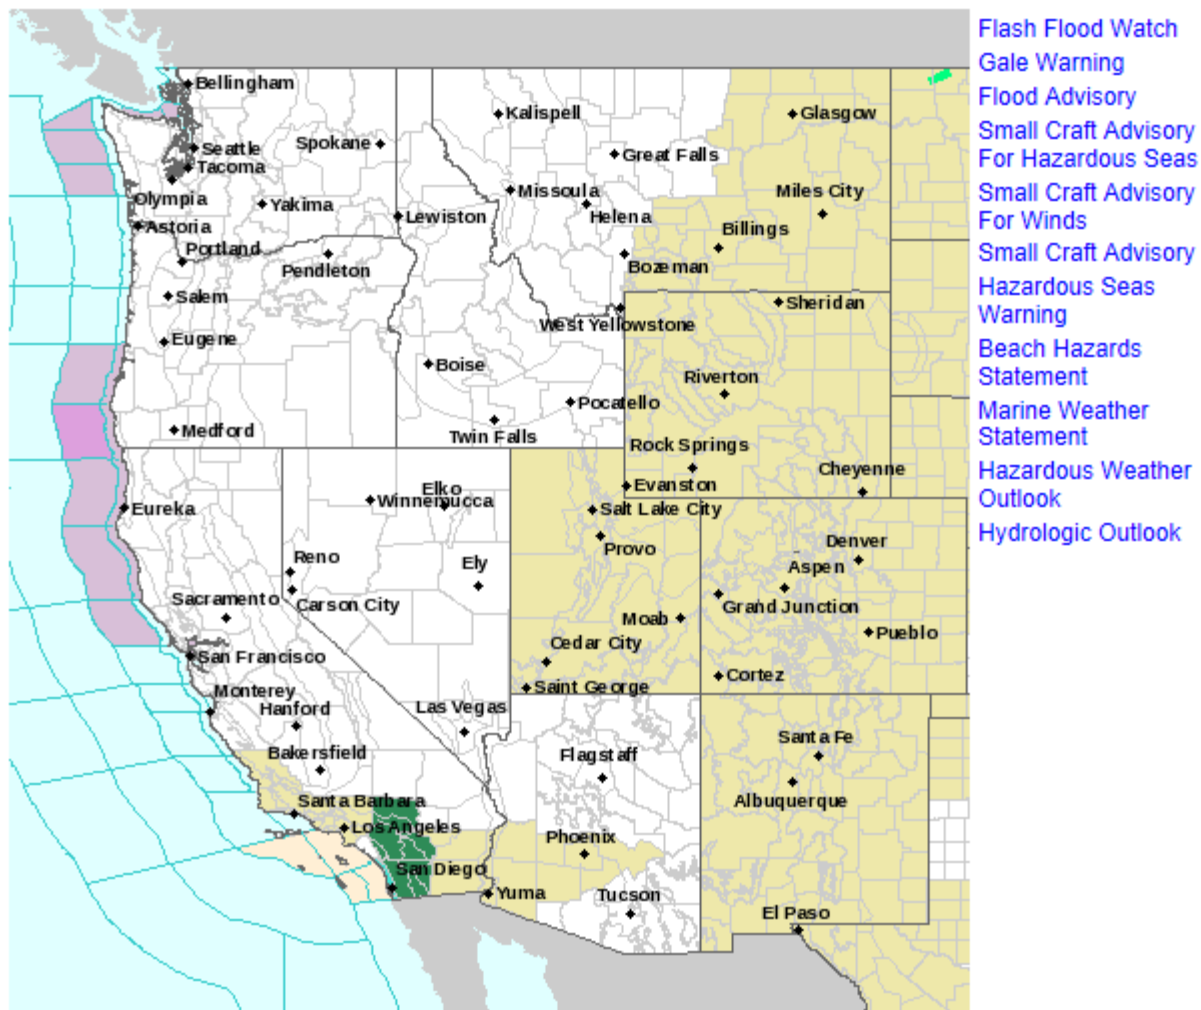 Flash Flood Watch
Gale Warning
Flood Advisory
Small Craft Advisory
For Hazardous Seas
Small Craft Advisory
For Winds
Small Craft Advisory
Hazardous Seas
Warning
Beach Hazards
Statement
Marine Weather
Statement
Hazardous Weather
Outlook
Hydrologic Outlook
Bellingham
Kalispell
Glasgow
Seattle
Spokane
Great Falls
Tacoma
Missoula
Miles City
Olympia
Yakima
Lewiston
Helena
Astoria
Billings
Portland
Pendleton
Bozeman
Salem
Sheridan
West Yellowstone
Eugene
Boise
Riverton
Pocatello
Medford
Twin Falls
Rock Springs
Cheyenne
Elko
Evanston
Winnemucca
Eureka
Salt Lake City
Provo
Denver
Reno
Ely
Aspen
Sacramento
Carson City
Grand Junction
Moab
Pueblo
Cedar City
San Francisco
Cortez
Saint George
Monterey
Hanford
Las Vegas
Santa Fe
Bakersfield
Flagstaff
Albuquerque
Santa Barbara
Los Angeles
Phoenix
San Diego
Yuma
Tucson
El Paso